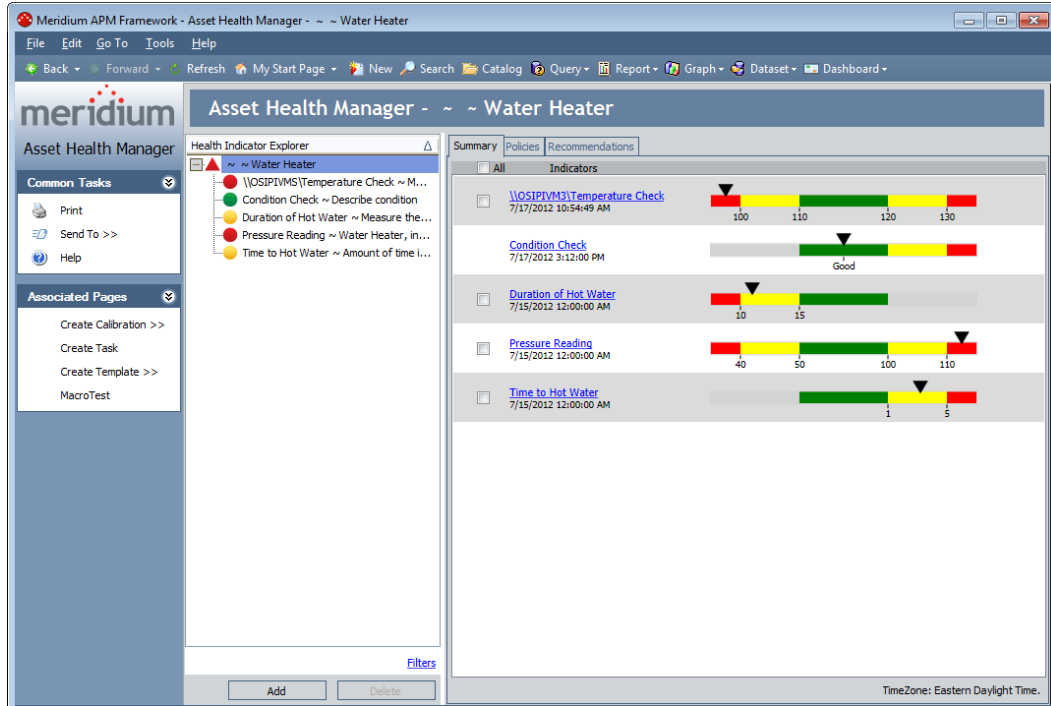 Meridium APM Framework - Asset Health Manager - ~ ~ Water Heater
File Edit Go To Tools Help
Back Forward Refresh My Start Page New Search Catalog Query Report Graph Dataset Dashboard
meridium
Asset Health Manager
Common Tasks
Print
Send To >>
Help
Associated Pages
Create Calibration >>
Create Task
Create Template >>
MacroTest
Asset Health Manager - ~ ~ Water Heater
Health Indicator Explorer
~ ~ Water Heater
\\OSIPIVMS\Temperature Check ~ M...
Condition Check ~ Describe condition
Duration of Hot Water ~ Measure the...
Pressure Reading ~ Water Heater, in...
Time to Hot Water ~ Amount of time i...
Filters
Add Delete
Summary Policies Recommendations
All Indicators
\\OSIPIVM3\Temperature Check
7/17/2012 10:54:49 AM
100 110 120 130
Condition Check
7/17/2012 3:12:00 PM
Good
Duration of Hot Water
7/15/2012 12:00:00 AM
10 15
Pressure Reading
7/15/2012 12:00:00 AM
40 50 100 110
Time to Hot Water
7/15/2012 12:00:00 AM
1 5
TimeZone: Eastern Daylight Time.